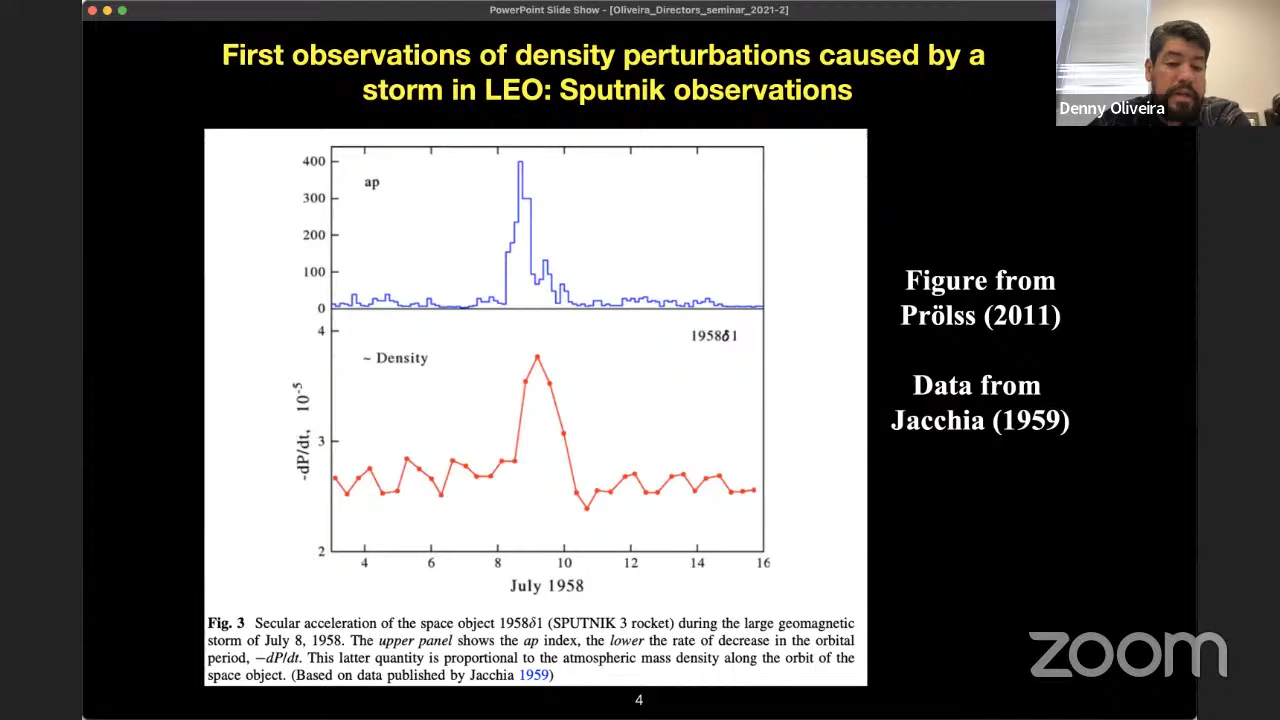 PowerPoint Slide Show - [Oliveira_Directors_seminar_2021-2]
First observations of density perturbations caused by a
storm in LEO: Sputnik observations
Denny Oliveira
400
300
200
100
0
ap
4
3
2
1958δ1
~ Density
-dP/dt, 10⁻⁵
4 6 8 10 12 14 16
July 1958
Fig. 3 Secular acceleration of the space object 1958δ1 (SPUTNIK 3 rocket) during the large geomagnetic
storm of July 8, 1958. The upper panel shows the ap index, the lower the rate of decrease in the orbital
period, −dP/dt. This latter quantity is proportional to the atmospheric mass density along the orbit of the
space object. (Based on data published by Jacchia 1959)
Figure from
Prölss (2011)
Data from
Jacchia (1959)
zoom
4